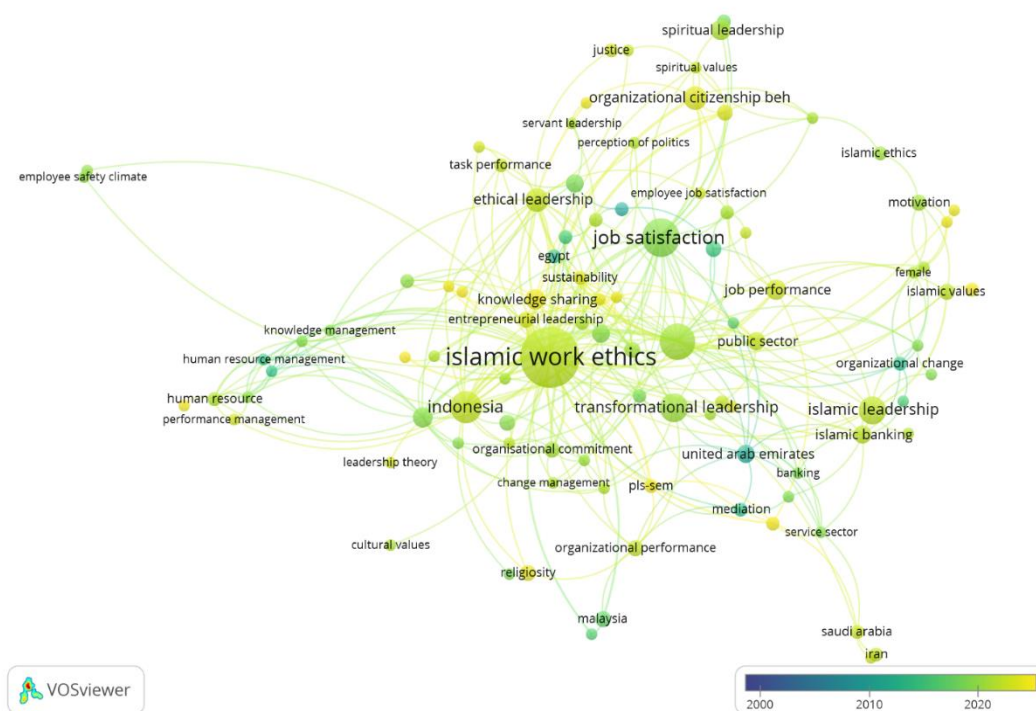 spiritual leadership
justice
spiritual values
organizational citizenship beh
servant leadership
perception of politics
islamic ethics
task performance
employee safety climate
employee job satisfaction
ethical leadership
motivation
job satisfaction
egypt
female
sustainability
job performance
islamic values
knowledge sharing
entrepreneurial leadership
knowledge management
public sector
islamic work ethics
human resource management
organizational change
human resource
indonesia
transformational leadership
islamic leadership
performance management
islamic banking
organisational commitment
united arab emirates
leadership theory
banking
change management
pls-sem
mediation
service sector
cultural values
organizational performance
religiosity
malaysia
saudi arabia
iran
VOSviewer
2000 2010 2020